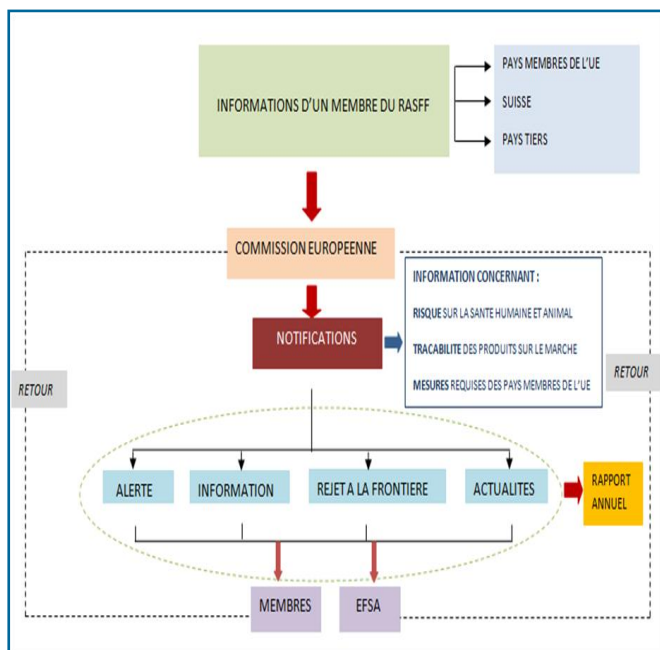 INFORMATIONS D'UN MEMBRE DU RASFF
PAYS MEMBRES DE L'UE
SUISSE
PAYS TIERS
COMMISSION EUROPEENNE
INFORMATION CONCERNANT :
RISQUE SUR LA SANTE HUMAINE ET ANIMAL
TRACABILITE DES PRODUITS SUR LE MARCHE
MESURES REQUISES DES PAYS MEMBRES DE L'UE
NOTIFICATIONS
RETOUR
RETOUR
ALERTE
INFORMATION
REJET A LA FRONTIERE
ACTUALITES
RAPPORT
ANNUEL
MEMBRES
EFSA